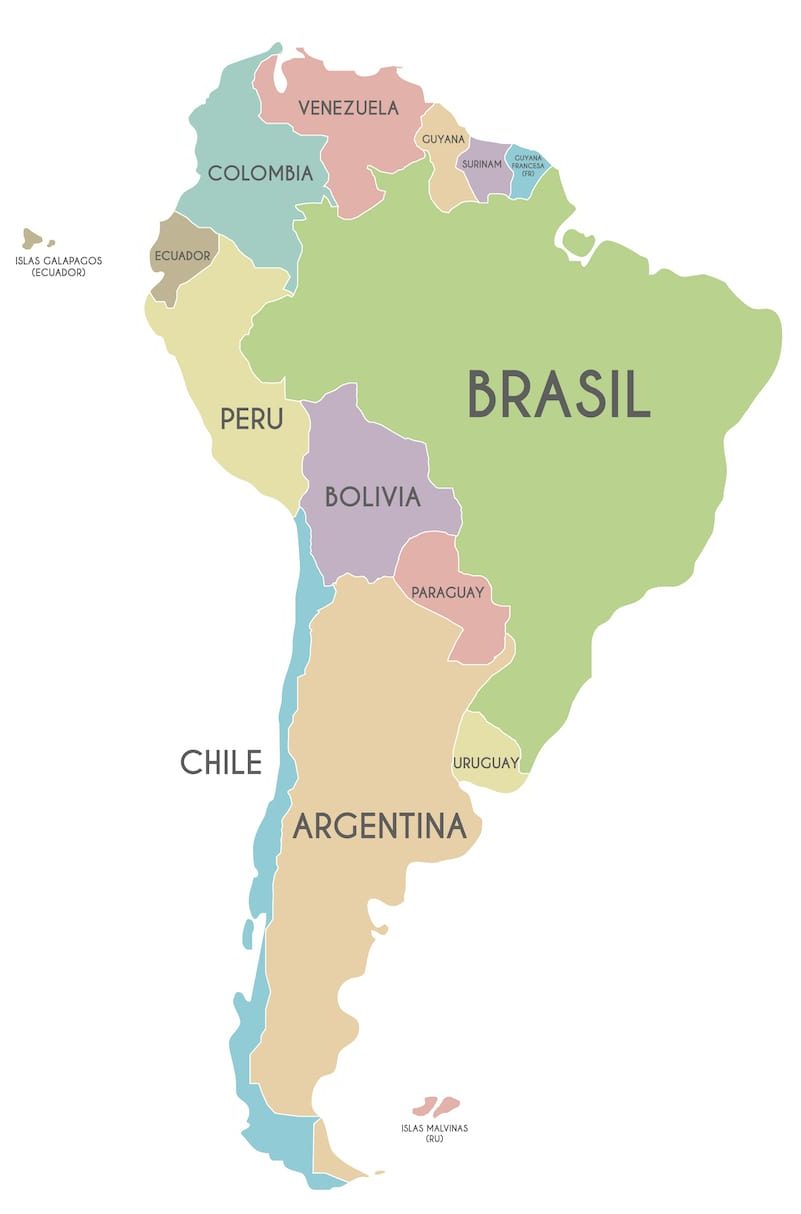 VENEZUELA
GUYANA
SURINAM
GUYANA
FRANCESA
(FR)
COLOMBIA
ECUADOR
ISLAS GALAPAGOS
(ECUADOR)
BRASIL
PERU
BOLIVIA
PARAGUAY
CHILE
URUGUAY
ARGENTINA
ISLAS MALVINAS
(RU)